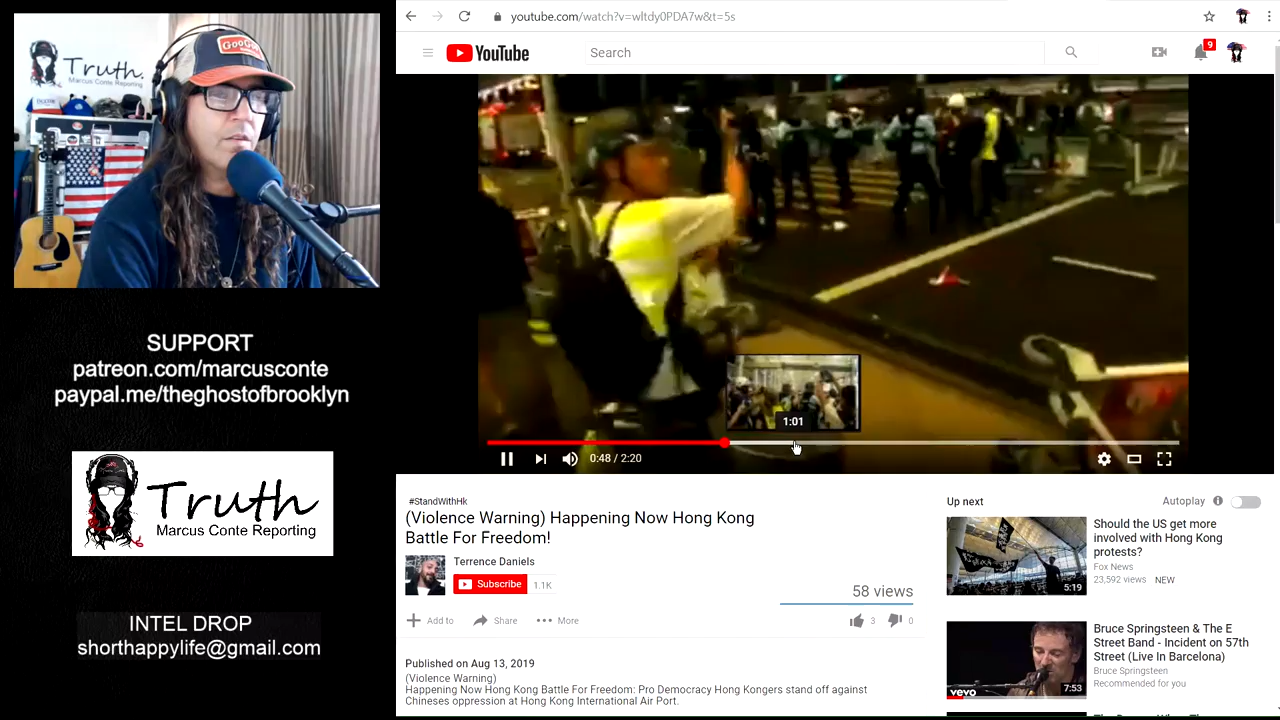 GooGoo
Truth.
Marcus Conte Reporting
SUPPORT
patreon.com/marcusconte
paypal.me/theghostofbrooklyn
Truth
Marcus Conte Reporting
INTEL DROP
shorthappylife@gmail.com
youtube.com/watch?v=wltdy0PDA7w&t=5s
YouTube
Search
9
1:01
0:48 / 2:20
#StandWithHk
(Violence Warning) Happening Now Hong Kong
Battle For Freedom!
Terrence Daniels
Subscribe 1.1K
58 views
Add to
Share
More
3
0
Published on Aug 13, 2019
(Violence Warning)
Happening Now Hong Kong Battle For Freedom: Pro Democracy Hong Kongers stand off against
Chineses oppression at Hong Kong International Air Port.
Up next
Autoplay
Should the US get more
involved with Hong Kong
protests?
Fox News
23,592 views NEW
5:19
Bruce Springsteen & The E
Street Band - Incident on 57th
Street (Live In Barcelona)
Bruce Springsteen
Recommended for you
vevo
7:53